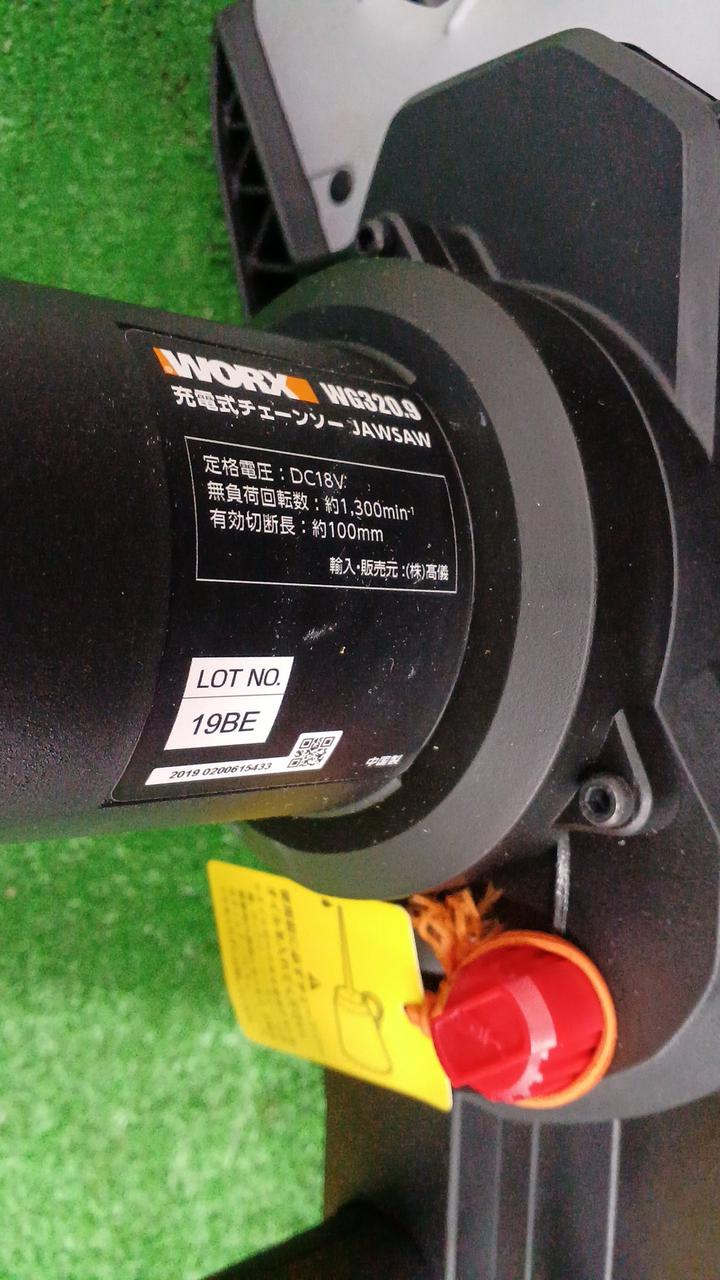 WORX WG320.9
充電式チェーンソー JAWSAW
定格電圧：DC18V
無負荷回転数：約1,300min⁻¹
有効切断長：約100mm
輸入・販売元：(株)髙儀
LOT NO.
19BE
2019 0200615433
中国製